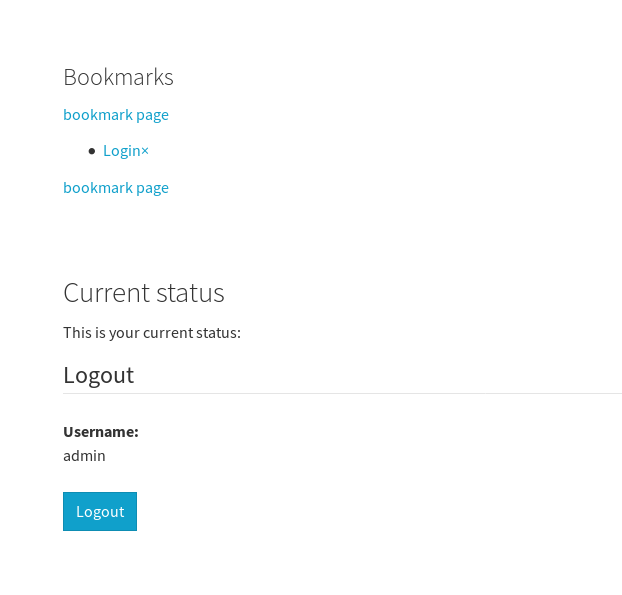 Bookmarks
bookmark page
• Login×
bookmark page
Current status
This is your current status:
Logout
Username:
admin
Logout